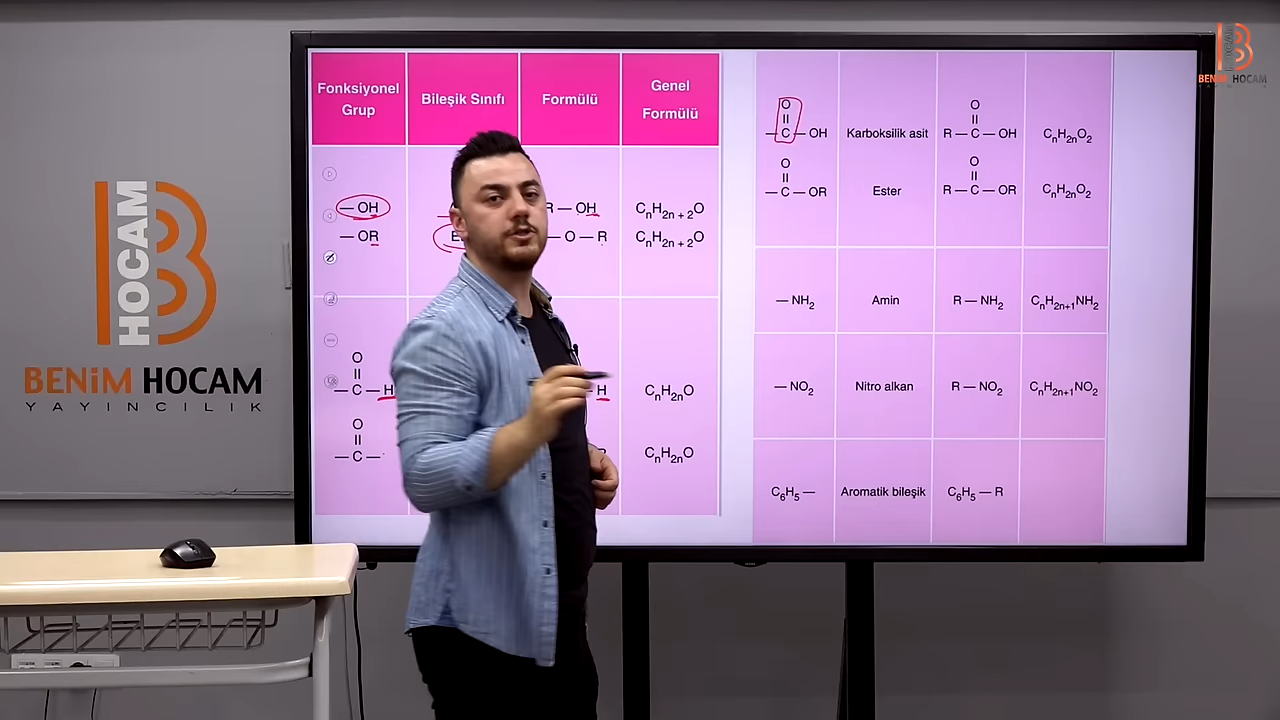 B
HOCAM
BENİM HOCAM
YAYINCILIK
Fonksiyonel
Grup
Bileşik Sınıfı
Formülü
Genel
Formülü
— OH
R — OH
CnH2n + 2O
— OR
E
— O — R
CnH2n + 2O
O
— C — H
H
CnH2nO
O
— C —
CnH2nO
O
— C — OH
Karboksilik asit
O
R — C — OH
CnH2nO2
O
— C — OR
Ester
O
R — C — OR
CnH2nO2
— NH2
Amin
R — NH2
CnH2n+1NH2
— NO2
Nitro alkan
R — NO2
CnH2n+1NO2
C6H5 —
Aromatik bileşik
C6H5 — R
B
HOCAM
BENİM HOCAM